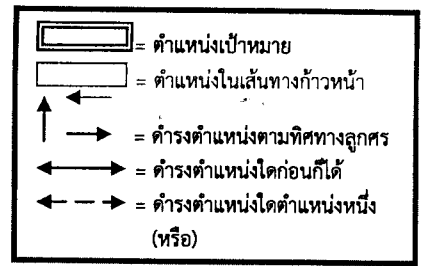 = ตำแหน่งเป้าหมาย
= ตำแหน่งในเส้นทางก้าวหน้า
= ดำรงตำแหน่งตามทิศทางลูกศร
= ดำรงตำแหน่งใดก่อนก็ได้
= ดำรงตำแหน่งใดตำแหน่งหนึ่ง
(หรือ)